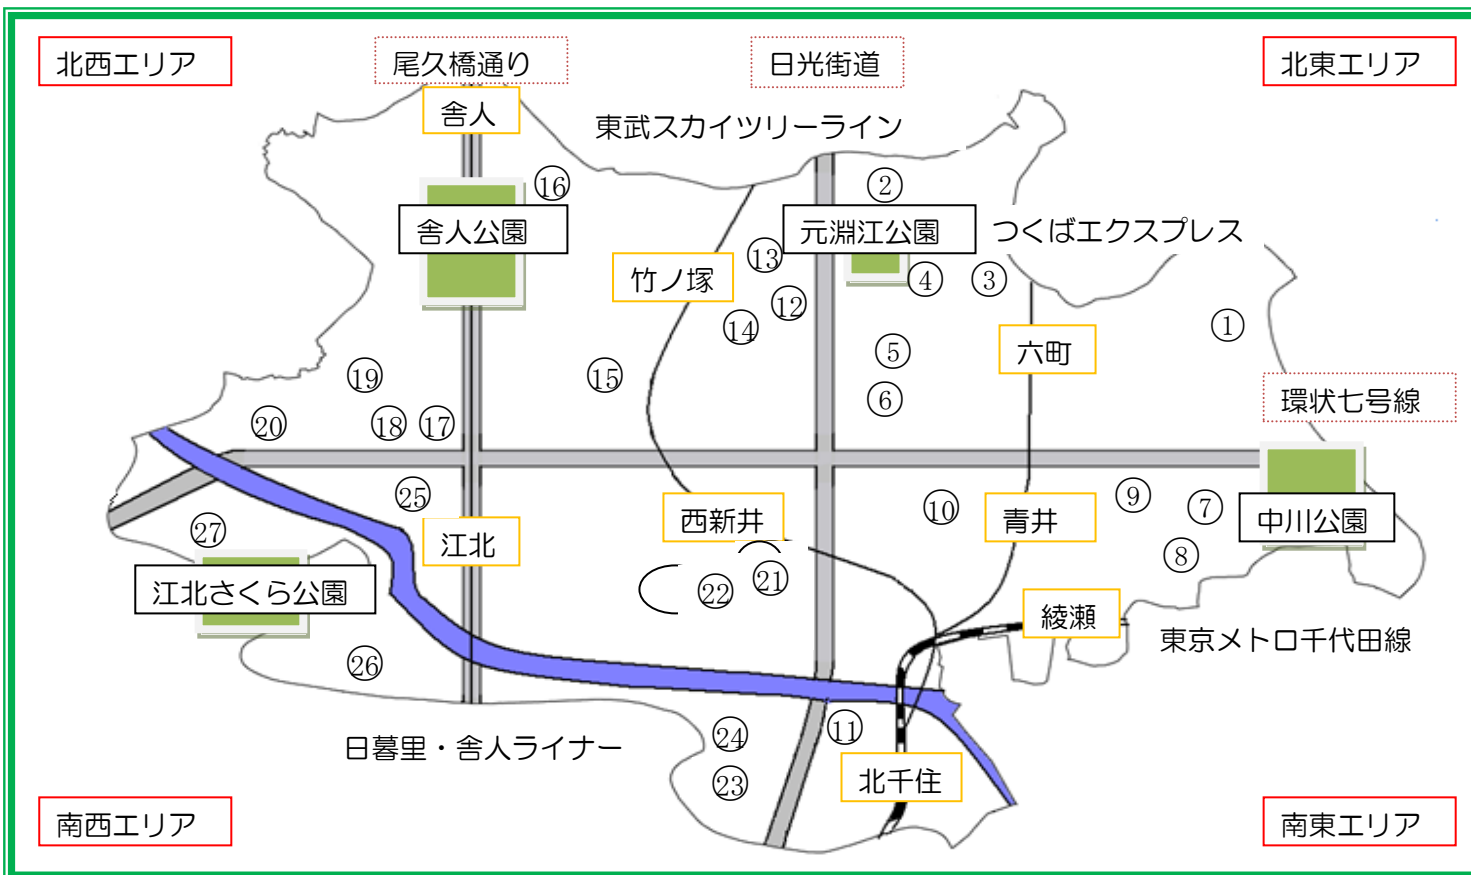 北西エリア
尾久橋通り
日光街道
北東エリア
舎人
東武スカイツリーライン
⑯
②
舎人公園
元淵江公園
つくばエクスプレス
⑬
竹ノ塚
④
③
⑫
⑭
①
⑤
六町
⑲
⑮
⑥
環状七号線
⑳
⑱
⑰
㉕
⑨
⑩
⑦
西新井
青井
中川公園
㉗
江北
⑧
江北さくら公園
㉒
㉑
綾瀬
東京メトロ千代田線
㉖
日暮里・舎人ライナー
㉔
⑪
㉓
北千住
南西エリア
南東エリア